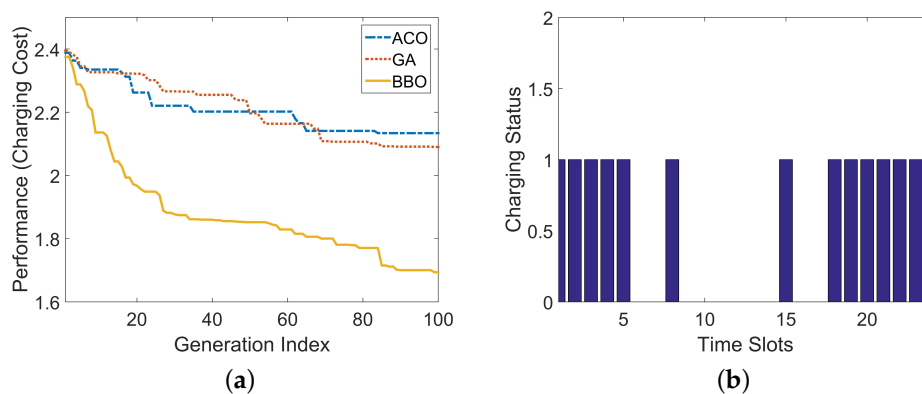 2.4
2.2
2
1.8
1.6
Performance (Charging Cost)
ACO
GA
BBO
20 40 60 80 100
Generation Index
(a)
2
1.5
1
0.5
0
Charging Status
5 10 15 20
Time Slots
(b)